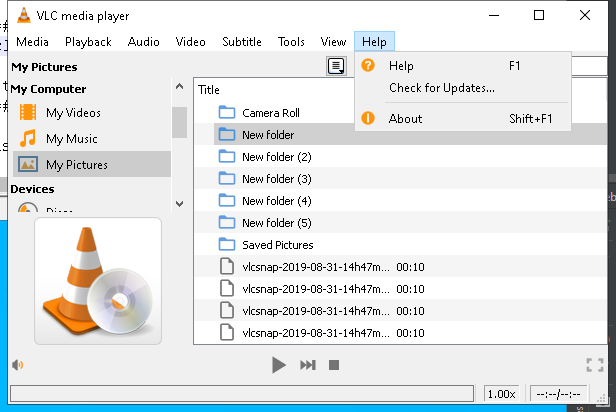 VLC media player
Media Playback Audio Video Subtitle Tools View Help
My Pictures
My Computer
My Videos
My Music
My Pictures
Devices
Discs
Help F1
Check for Updates...
About Shift+F1
Title
Camera Roll
New folder
New folder (2)
New folder (3)
New folder (4)
New folder (5)
Saved Pictures
vlcsnap-2019-08-31-14h47m... 00:10
vlcsnap-2019-08-31-14h47m... 00:10
vlcsnap-2019-08-31-14h47m... 00:10
vlcsnap-2019-08-31-14h47m... 00:10
1.00x --:--/--:--